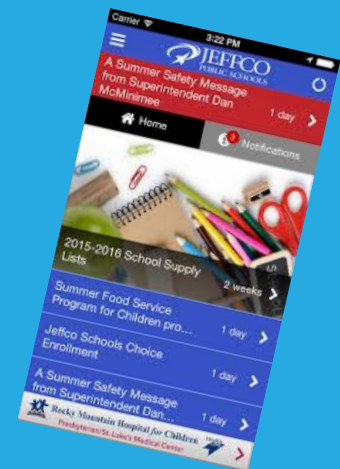 Carrier 3:22 PM
JEFFCO
PUBLIC SCHOOLS
A Summer Safety Message
from Superintendent Dan
McMinimee
1 day
Home
3
Notifications
2015-2016 School Supply
Lists
2 weeks
Summer Food Service
Program for Children pro...
1 day
Jeffco Schools Choice
Enrollment
1 day
A Summer Safety Message
from Superintendent Dan...
1 day
Rocky Mountain Hospital for Children
Presbyterian/St. Luke's Medical Center